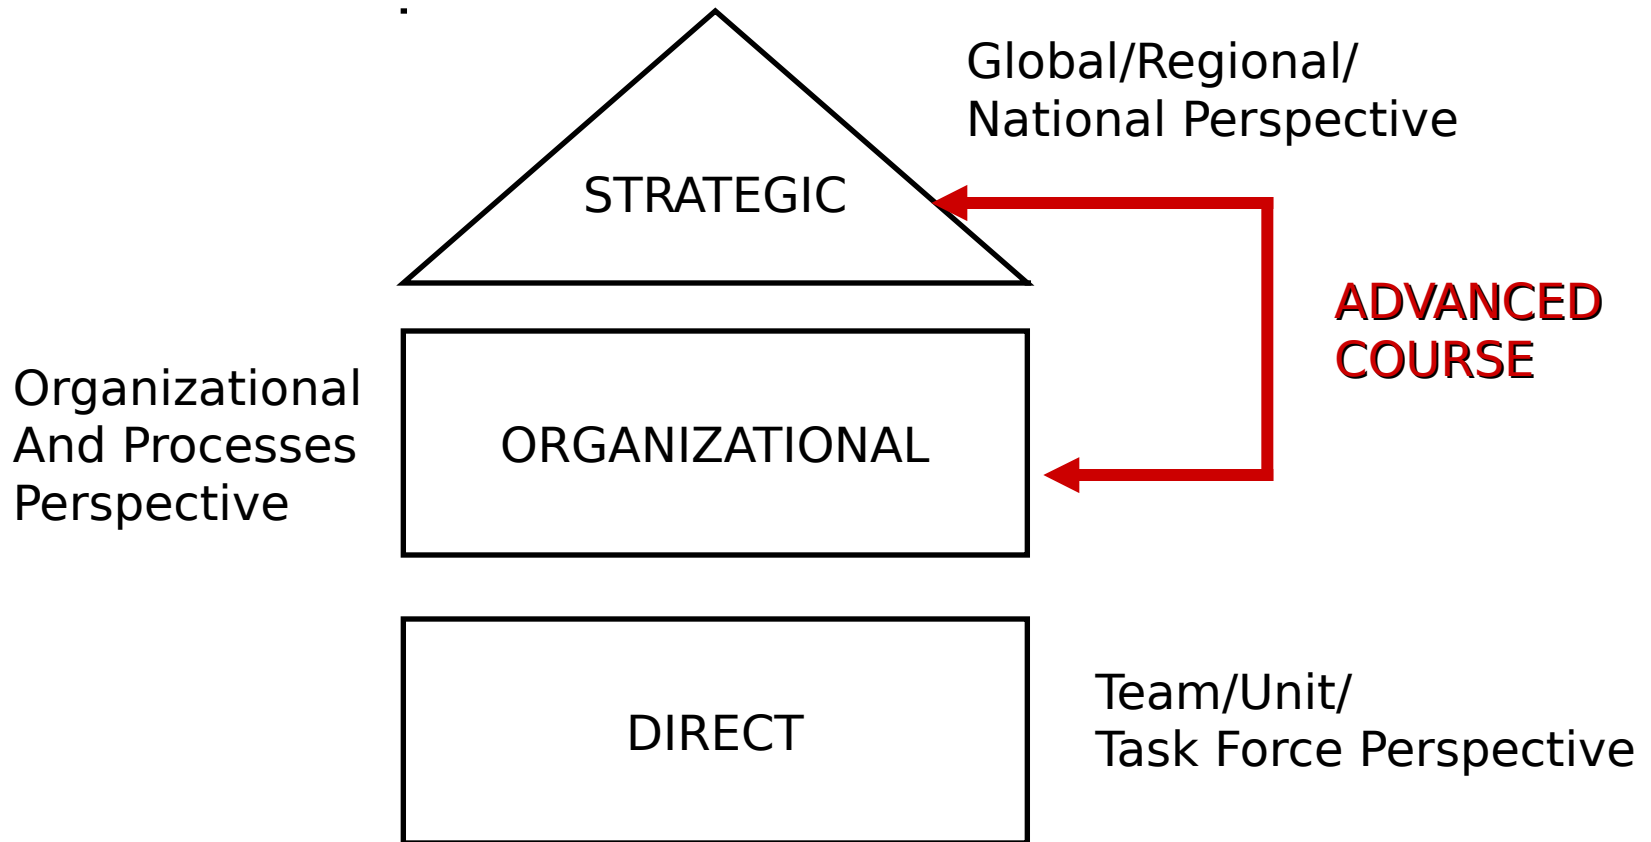 Global/Regional/
National Perspective
STRATEGIC
ADVANCED
COURSE
Organizational
And Processes
Perspective
ORGANIZATIONAL
Team/Unit/
Task Force Perspective
DIRECT